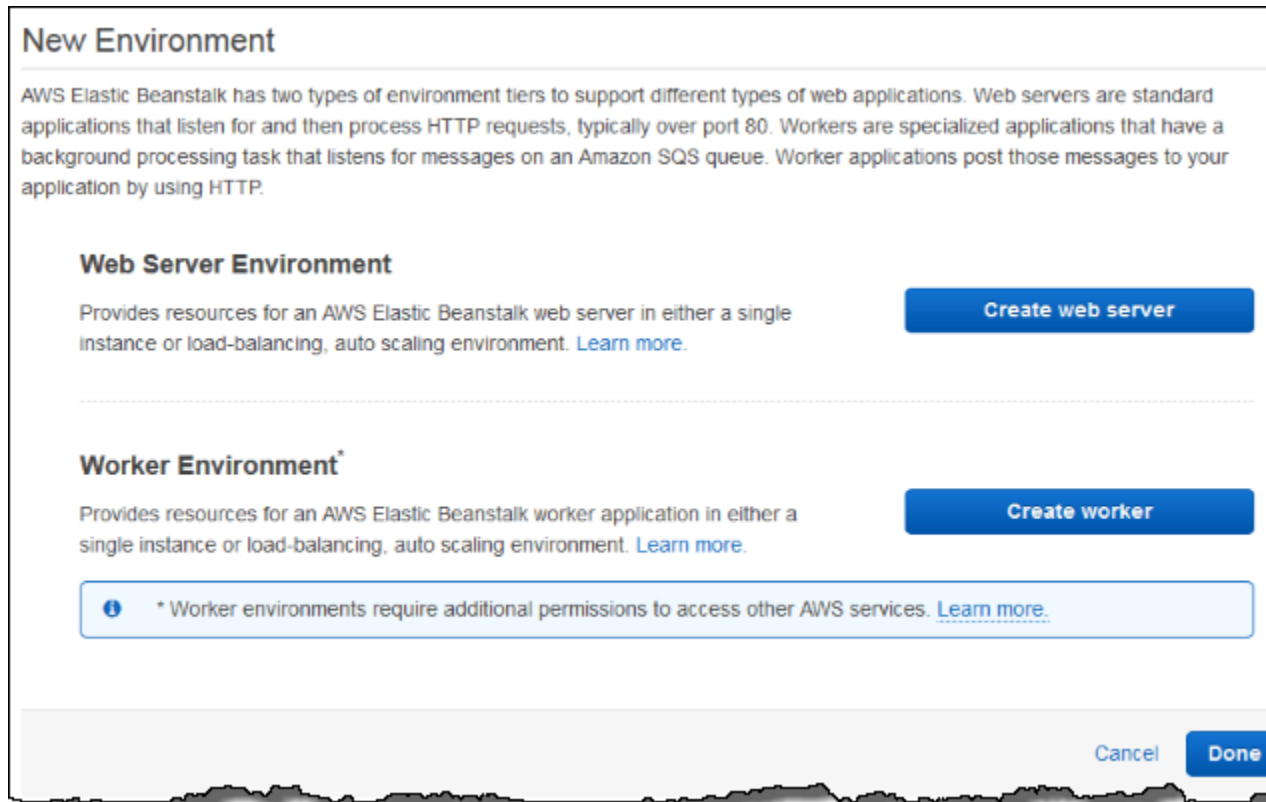 New Environment
AWS Elastic Beanstalk has two types of environment tiers to support different types of web applications. Web servers are standard
applications that listen for and then process HTTP requests, typically over port 80. Workers are specialized applications that have a
background processing task that listens for messages on an Amazon SQS queue. Worker applications post those messages to your
application by using HTTP.
Web Server Environment
Provides resources for an AWS Elastic Beanstalk web server in either a single
instance or load-balancing, auto scaling environment. Learn more.
Create web server
Worker Environment*
Provides resources for an AWS Elastic Beanstalk worker application in either a
single instance or load-balancing, auto scaling environment. Learn more.
Create worker
* Worker environments require additional permissions to access other AWS services. Learn more.
Cancel
Done